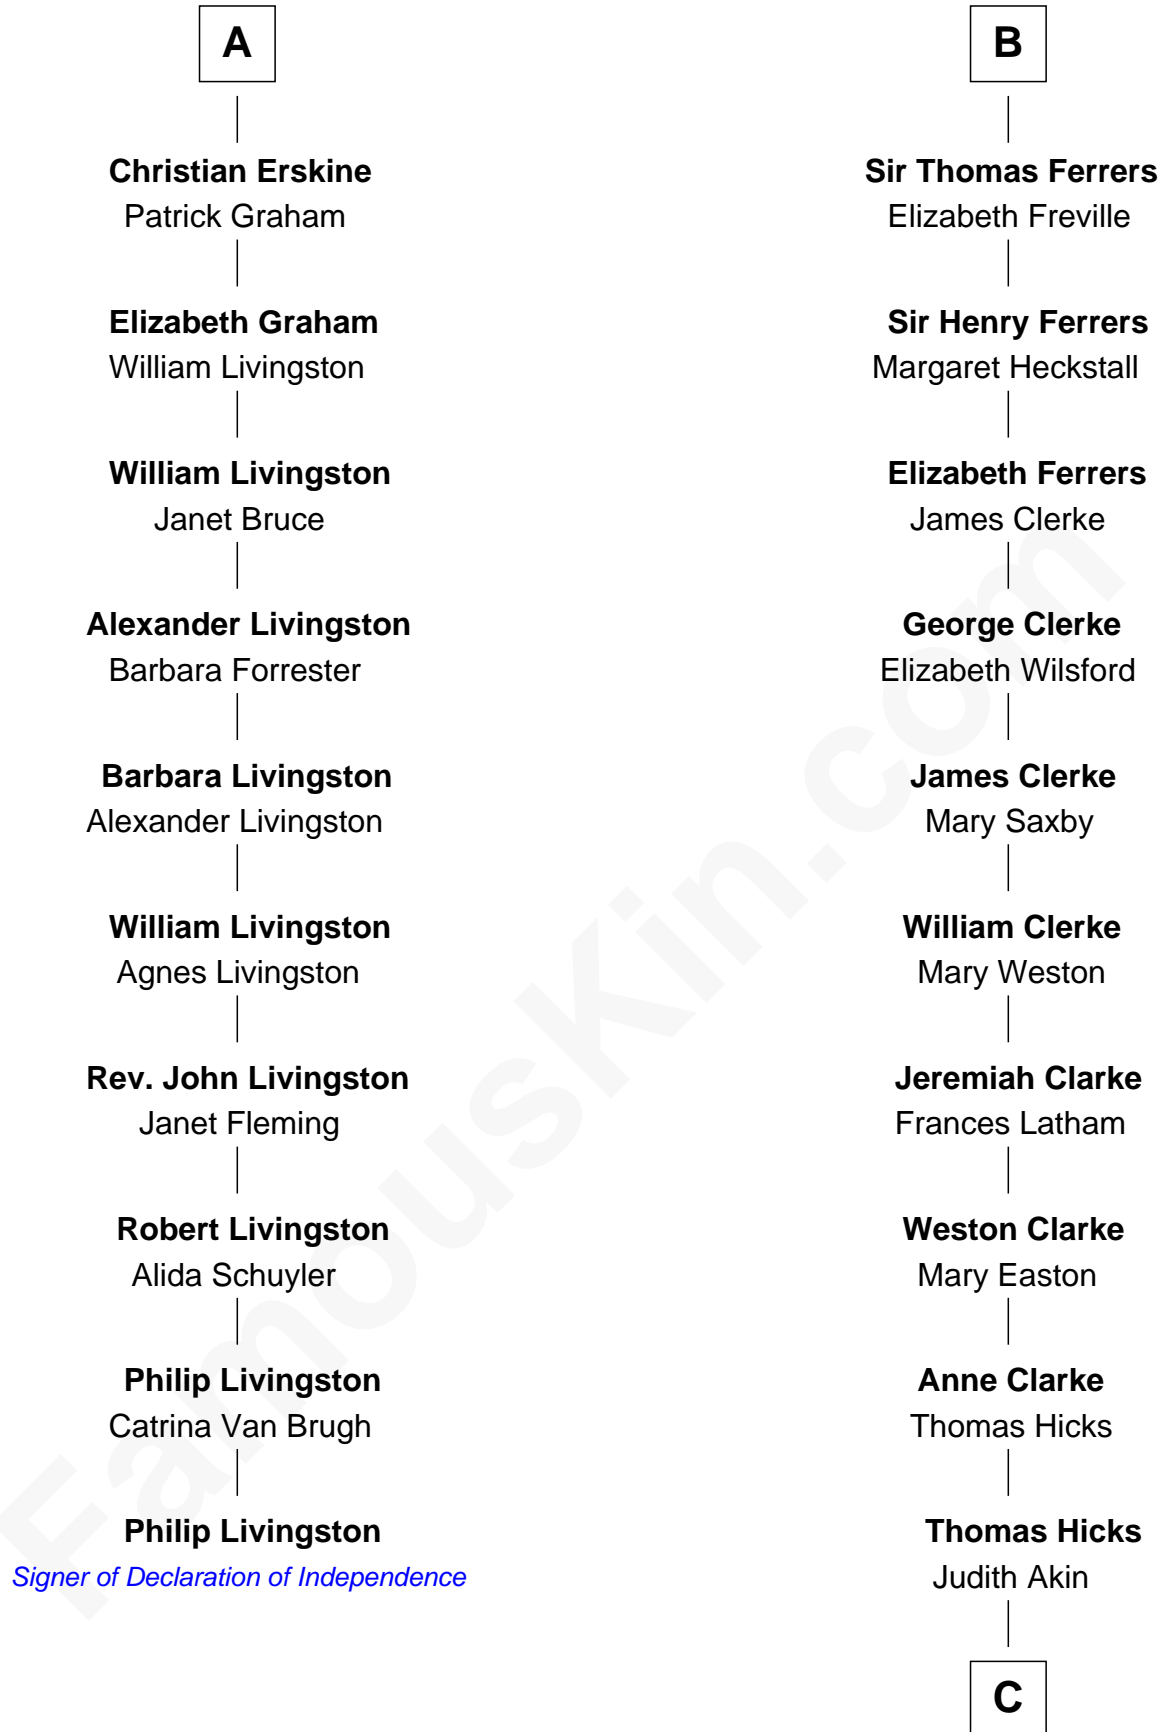 A
Christian Erskine
Patrick Graham
Elizabeth Graham
William Livingston
William Livingston
Janet Bruce
Alexander Livingston
Barbara Forrester
Barbara Livingston
Alexander Livingston
William Livingston
Agnes Livingston
Rev. John Livingston
Janet Fleming
Robert Livingston
Alida Schuyler
Philip Livingston
Catrina Van Brugh
Philip Livingston
Signer of Declaration of Independence
B
Sir Thomas Ferrers
Elizabeth Freville
Sir Henry Ferrers
Margaret Heckstall
Elizabeth Ferrers
James Clerke
George Clerke
Elizabeth Wilsford
James Clerke
Mary Saxby
William Clerke
Mary Weston
Jeremiah Clarke
Frances Latham
Weston Clarke
Mary Easton
Anne Clarke
Thomas Hicks
Thomas Hicks
Judith Akin
C
FamousKin.com